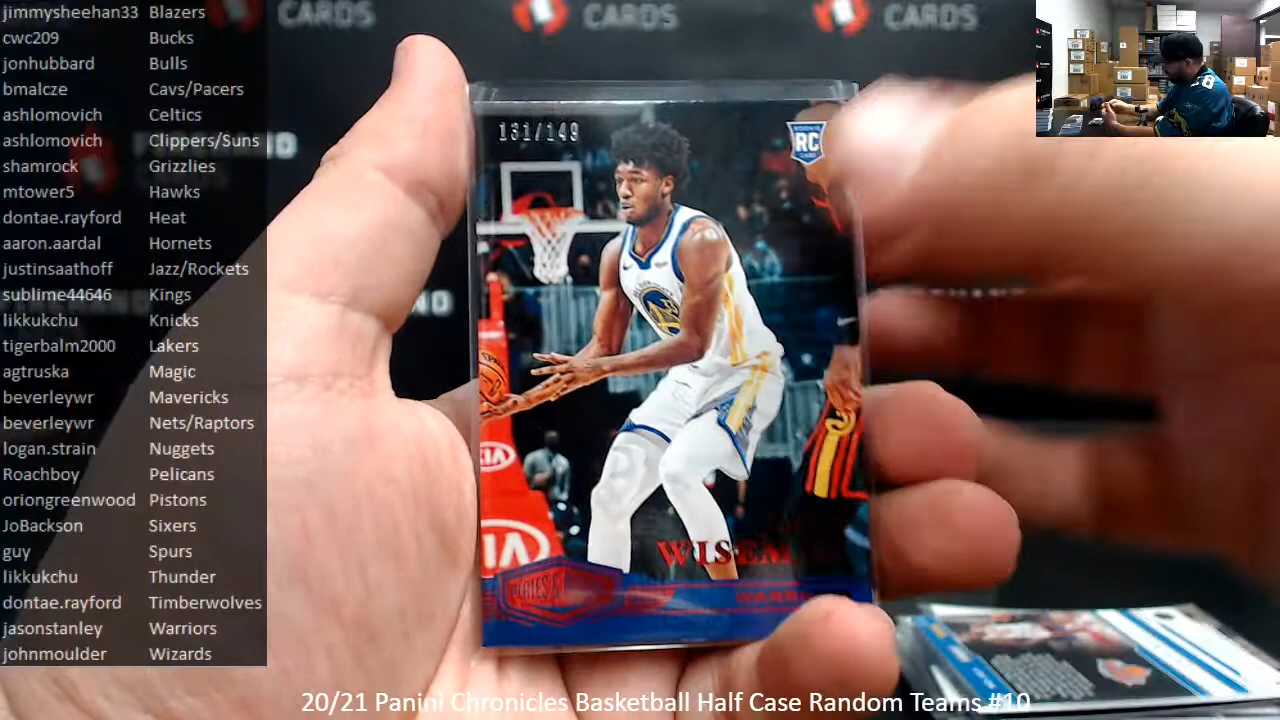 jimmysheehan33 Blazers
cwc209 Bucks
jonhubbard Bulls
bmalcze Cavs/Pacers
ashlomovich Celtics
ashlomovich Clippers/Suns
shamrock Grizzlies
mtower5 Hawks
dontae.rayford Heat
aaron.aardal Hornets
justinsaathoff Jazz/Rockets
sublime44646 Kings
likkukchu Knicks
tigerbalm2000 Lakers
agtruska Magic
beverleywr Mavericks
beverleywr Nets/Raptors
logan.strain Nuggets
Roachboy Pelicans
oriongreenwood Pistons
JoBackson Sixers
guy Spurs
likkukchu Thunder
dontae.rayford Timberwolves
jasonstanley Warriors
johnmoulder Wizards
CARDS CARDS CARDS
131/149
RC
KIA
KIA
WISEM
20/21 Panini Chronicles Basketball Half Case Random Teams #10